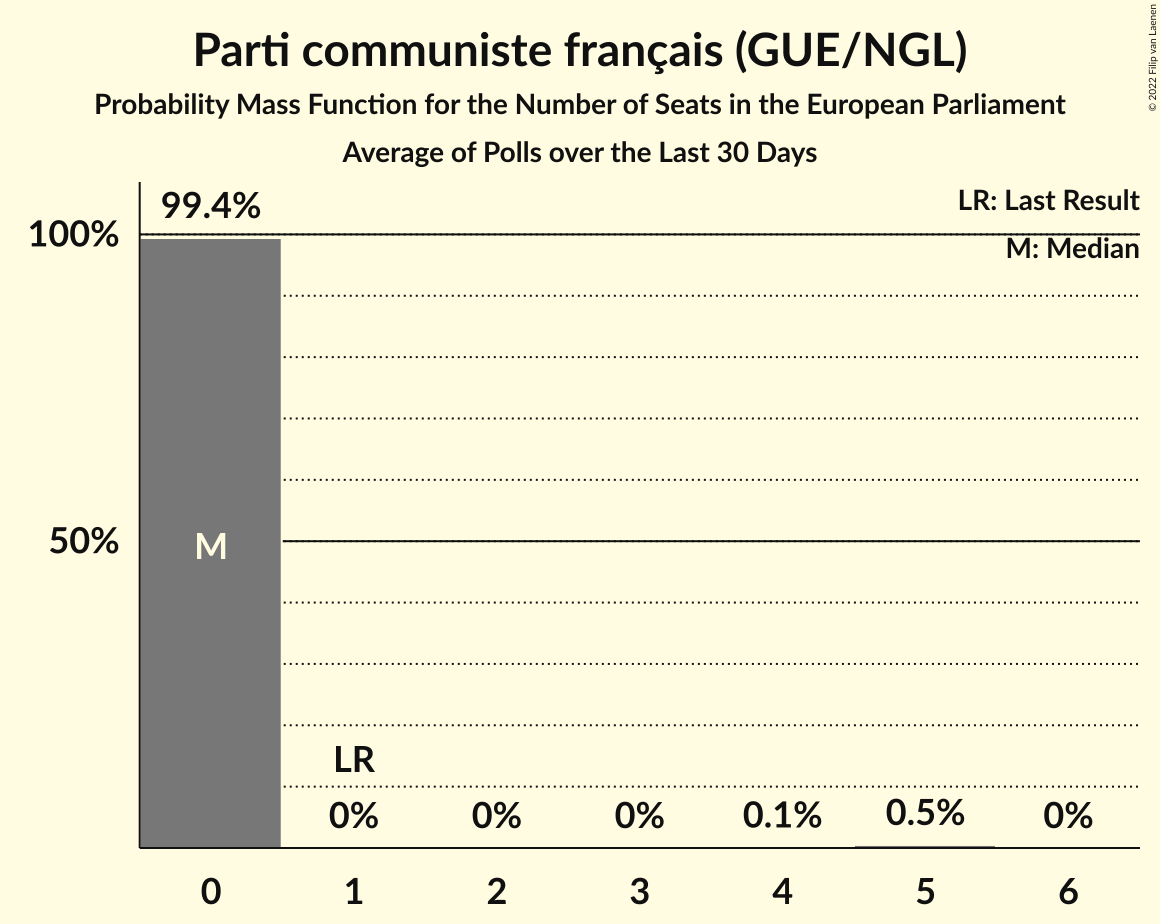 Parti communiste français (GUE/NGL)
Probability Mass Function for the Number of Seats in the European Parliament
Average of Polls over the Last 30 Days
© 2022 Filip van Laenen
LR: Last Result
M: Median
99.4%
100%
50%
M
LR
0%
0%
0%
0.1%
0.5%
0%
0
1
2
3
4
5
6